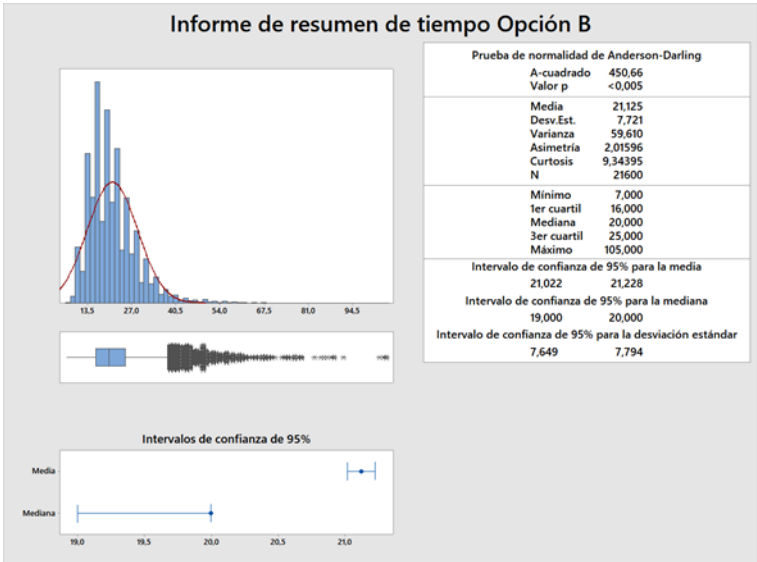 Informe de resumen de tiempo Opción B
Prueba de normalidad de Anderson-Darling
A-cuadrado 450,66
Valor p <0,005
Media 21,125
Desv.Est. 7,721
Varianza 59,610
Asimetría 2,01596
Curtosis 9,34395
N 21600
Mínimo 7,000
1er cuartil 16,000
Mediana 20,000
3er cuartil 25,000
Máximo 105,000
Intervalo de confianza de 95% para la media
21,022 21,228
Intervalo de confianza de 95% para la mediana
19,000 20,000
Intervalo de confianza de 95% para la desviación estándar
7,649 7,794
13,5 27,0 40,5 54,0 67,5 81,0 94,5
Intervalos de confianza de 95%
Media
Mediana
19,0 19,5 20,0 20,5 21,0